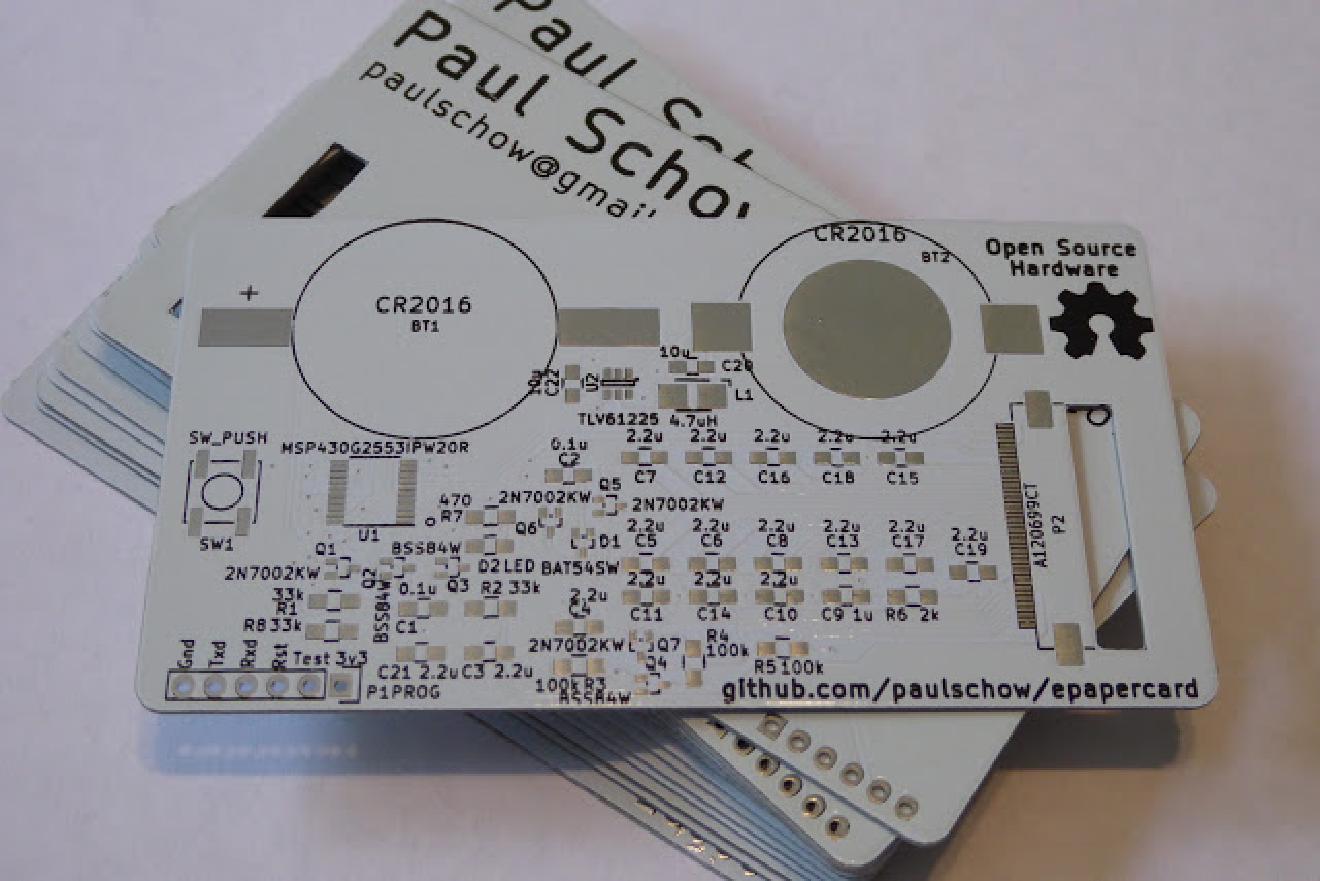 Paul Sc
Paul Scho
paulschow@gmail
CR2016
BT2
Open Source
Hardware
+
CR2016
BT1
10u
C20
C22
U2
L1
TLV61225 4.7uH
SW_PUSH
MSP430G2553IPW20R
0.1u
C2
2.2u 2.2u 2.2u 2.2u 2.2u
C7 C12 C16 C18 C15
Q5
470
R7
2N7002KW
2N7002KW
Q6
U1
SW1
Q1
BSS84W
D1
2.2u 2.2u 2.2u 2.2u 2.2u
C5 C6 C8 C13 C17
2.2u
C19
A120699CT
P2
2N7002KW
Q2
BSS84W
Q3
D2 LED
BAT54SW
33k
R1
R8 33k
0.1u
C1
R2 33k
2.2u
C4
2.2u 2.2u 2.2u
C11 C14 C10 C9 1u R6 2k
Gnd Txd Rxd Rst Test 3v3
P1PROG
C21 2.2u C3 2.2u
2N7002KW
Q7
Q4
R4
100k
R5 100k
100k R3
BSS84W
github.com/paulschow/epapercard